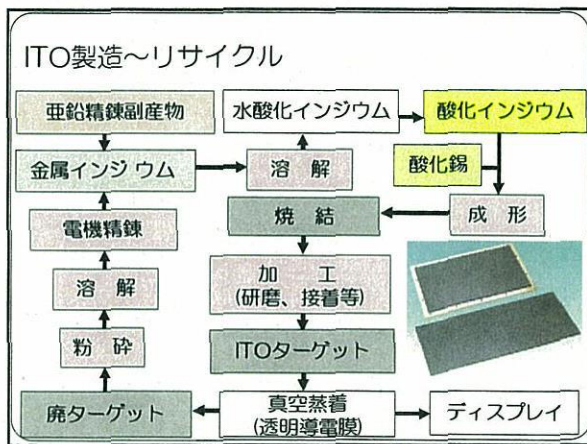 ITO製造～リサイクル
亜鉛精錬副産物
水酸化インジウム
酸化インジウム
金属インジ ウム
溶 解
酸化錫
電機精錬
焼 結
成 形
溶 解
加 工
(研磨、接着等)
粉 砕
ITOターゲット
廃ターゲット
真空蒸着
(透明導電膜)
ディスプレイ